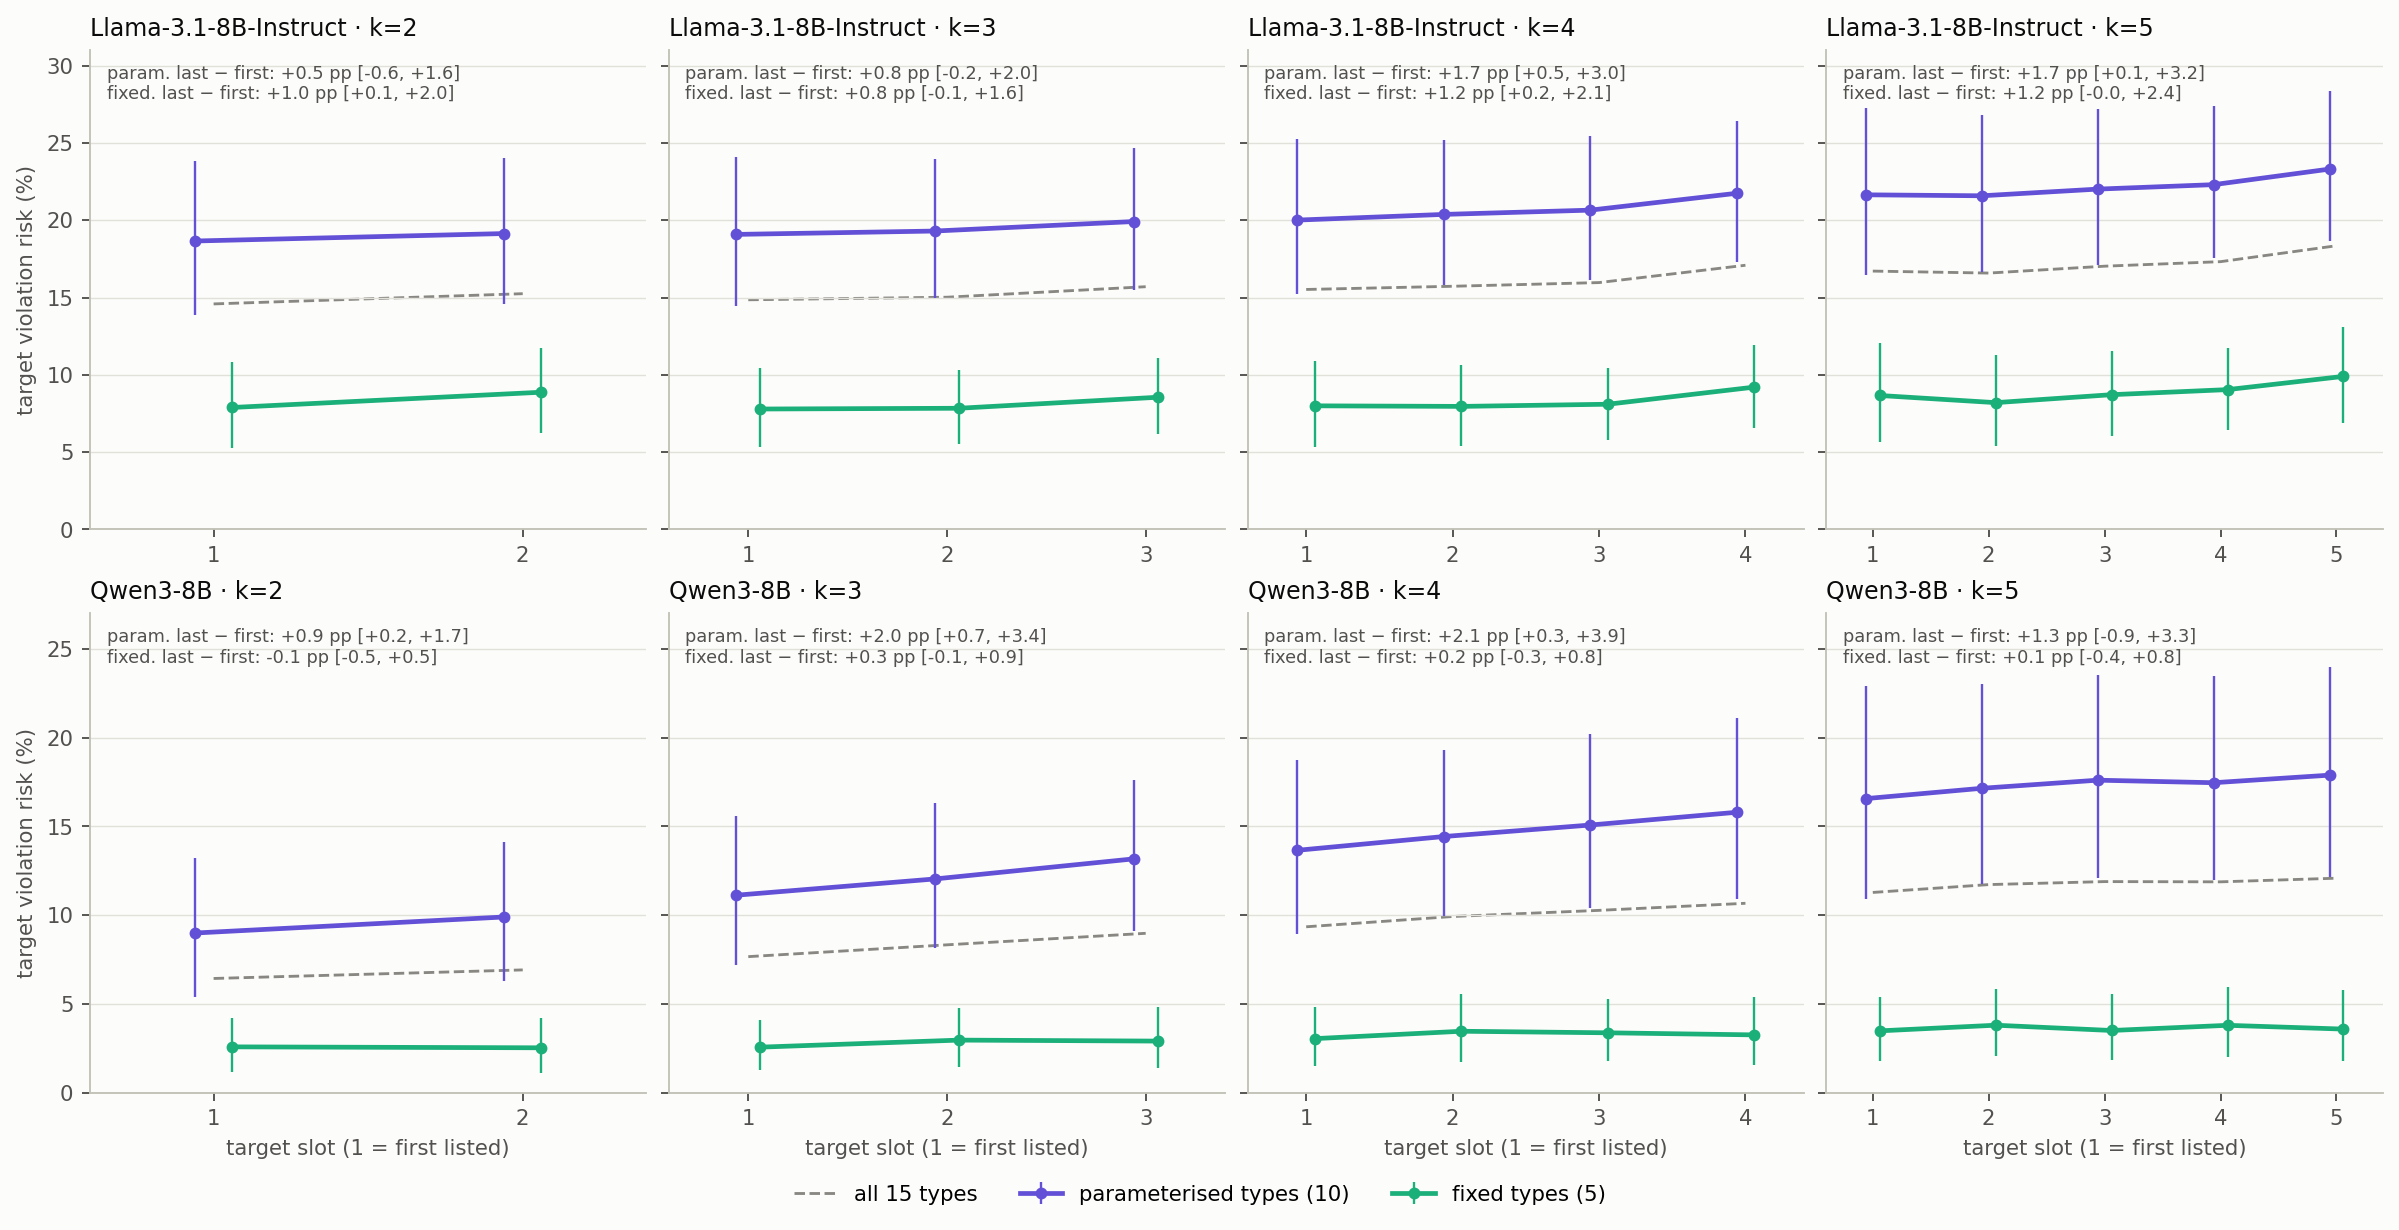 Llama-3.1-8B-Instruct · k=2
Llama-3.1-8B-Instruct · k=3
Llama-3.1-8B-Instruct · k=4
Llama-3.1-8B-Instruct · k=5
param. last − first: +0.5 pp [-0.6, +1.6]
fixed. last − first: +1.0 pp [+0.1, +2.0]
param. last − first: +0.8 pp [-0.2, +2.0]
fixed. last − first: +0.8 pp [-0.1, +1.6]
param. last − first: +1.7 pp [+0.5, +3.0]
fixed. last − first: +1.2 pp [+0.2, +2.1]
param. last − first: +1.7 pp [+0.1, +3.2]
fixed. last − first: +1.2 pp [-0.0, +2.4]
target violation risk (%)
30
25
20
15
10
5
0
1 2
1 2 3
1 2 3 4
1 2 3 4 5
Qwen3-8B · k=2
Qwen3-8B · k=3
Qwen3-8B · k=4
Qwen3-8B · k=5
param. last − first: +0.9 pp [+0.2, +1.7]
fixed. last − first: -0.1 pp [-0.5, +0.5]
param. last − first: +2.0 pp [+0.7, +3.4]
fixed. last − first: +0.3 pp [-0.1, +0.9]
param. last − first: +2.1 pp [+0.3, +3.9]
fixed. last − first: +0.2 pp [-0.3, +0.8]
param. last − first: +1.3 pp [-0.9, +3.3]
fixed. last − first: +0.1 pp [-0.4, +0.8]
target violation risk (%)
25
20
15
10
5
0
1 2
1 2 3
1 2 3 4
1 2 3 4 5
target slot (1 = first listed)
target slot (1 = first listed)
target slot (1 = first listed)
target slot (1 = first listed)
all 15 types
parameterised types (10)
fixed types (5)